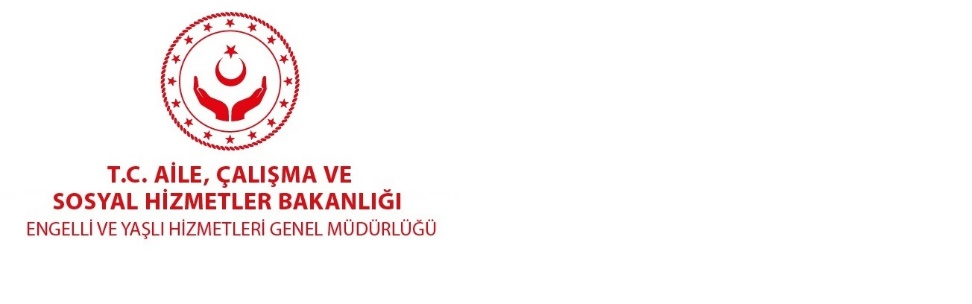 T.C. AİLE, ÇALIŞMA VE
SOSYAL HİZMETLER BAKANLIĞI
ENGELLİ VE YAŞLI HİZMETLERİ GENEL MÜDÜRLÜĞÜ